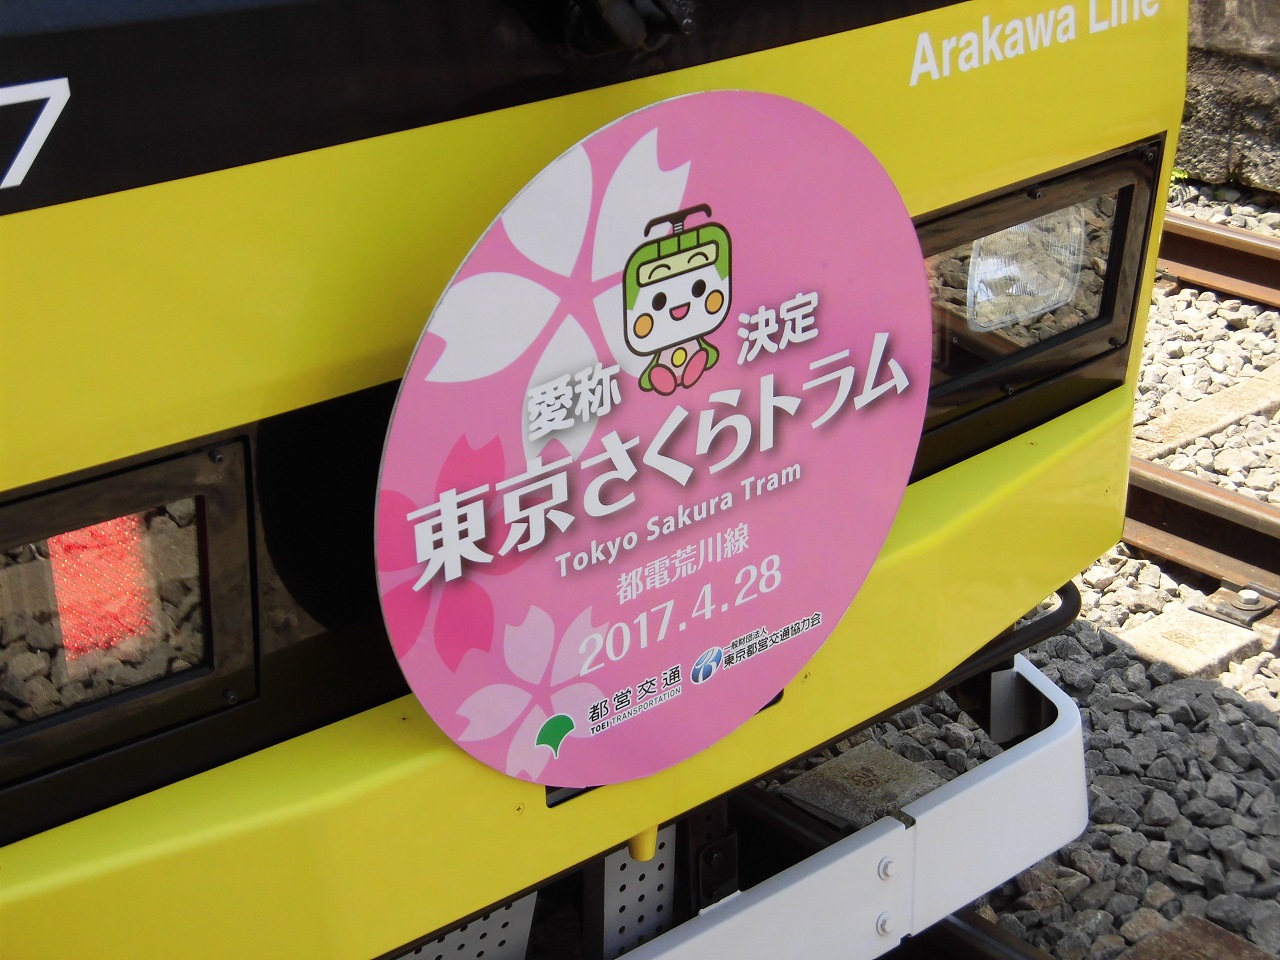 7
Arakawa Line
愛称 決定
東京さくらトラム
Tokyo Sakura Tram
都電荒川線
2017.4.28
都営交通
TOEI TRANSPORTATION
一般財団法人
東京都営交通協力会